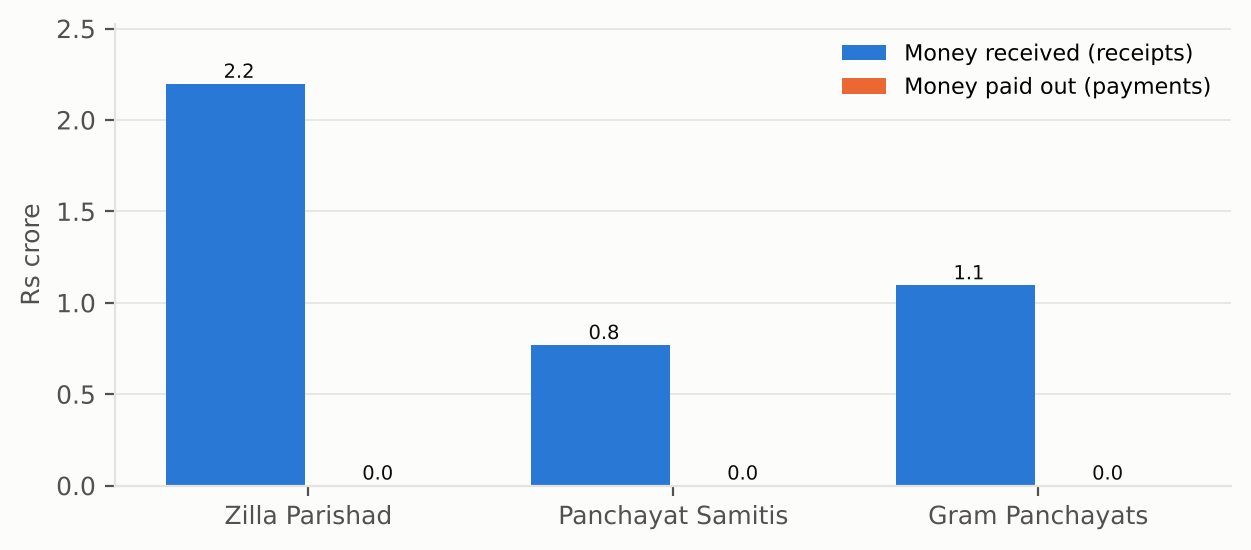 2.5
2.0
1.5
1.0
0.5
0.0
Rs crore
Money received (receipts)
Money paid out (payments)
2.2
0.0
0.8
0.0
1.1
0.0
Zilla Parishad
Panchayat Samitis
Gram Panchayats